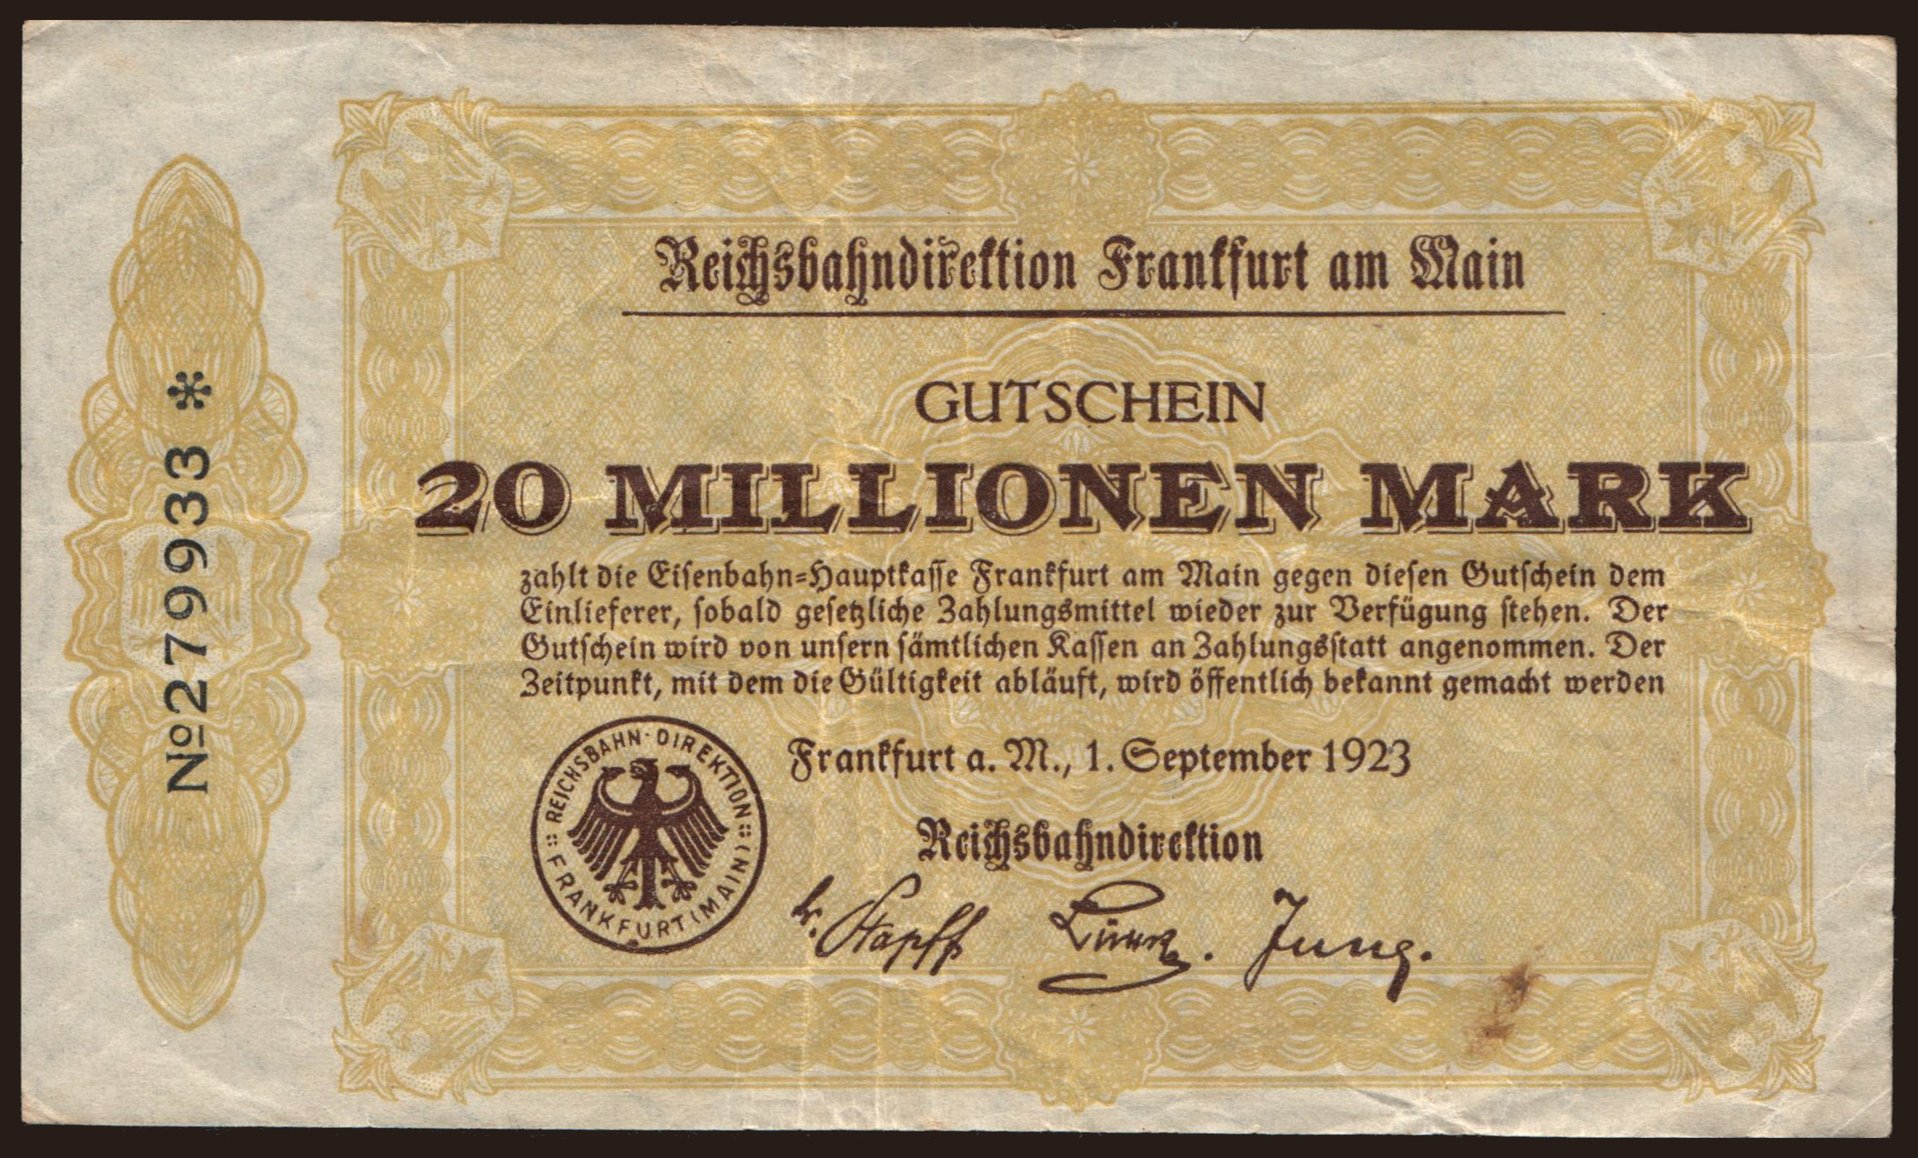 Reichsbahndirektion Frankfurt am Main
GUTSCHEIN
20 MILLIONEN MARK
zahlt die Eisenbahn=Hauptkasse Frankfurt am Main gegen diesen Gutschein dem
Einlieferer, sobald gesetzliche Zahlungsmittel wieder zur Verfügung stehen. Der
Gutschein wird von unsern sämtlichen Kassen an Zahlungsstatt angenommen. Der
Zeitpunkt, mit dem die Gültigkeit abläuft, wird öffentlich bekannt gemacht werden
Frankfurt a. M., 1. September 1923
Reichsbahndirektion
Stapff Jung.
REICHSBAHN-DIREKTION
FRANKFURT (MAIN)
№279933 *